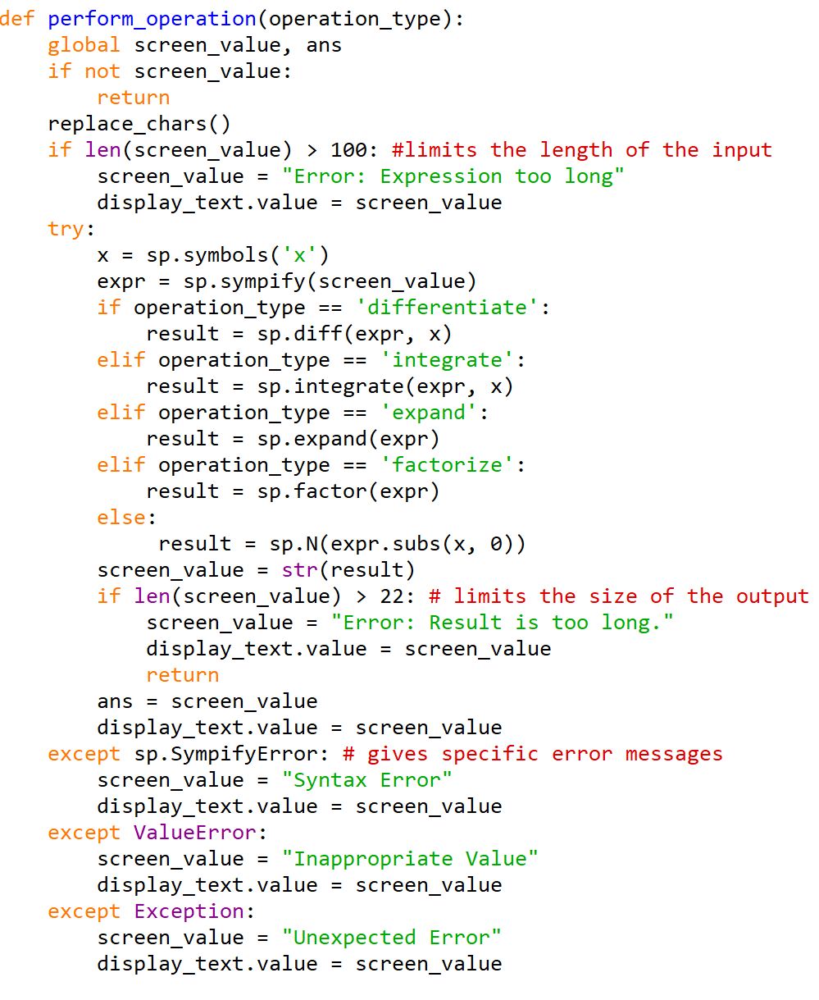 def perform_operation(operation_type):
    global screen_value, ans
    if not screen_value:
        return
    replace_chars()
    if len(screen_value) > 100: #limits the length of the input
        screen_value = "Error: Expression too long"
        display_text.value = screen_value
    try:
        x = sp.symbols('x')
        expr = sp.sympify(screen_value)
        if operation_type == 'differentiate':
            result = sp.diff(expr, x)
        elif operation_type == 'integrate':
            result = sp.integrate(expr, x)
        elif operation_type == 'expand':
            result = sp.expand(expr)
        elif operation_type == 'factorize':
            result = sp.factor(expr)
        else:
             result = sp.N(expr.subs(x, 0))
        screen_value = str(result)
        if len(screen_value) > 22: # limits the size of the output
            screen_value = "Error: Result is too long."
            display_text.value = screen_value
            return
        ans = screen_value
        display_text.value = screen_value
    except sp.SympifyError: # gives specific error messages
        screen_value = "Syntax Error"
        display_text.value = screen_value
    except ValueError:
        screen_value = "Inappropriate Value"
        display_text.value = screen_value
    except Exception:
        screen_value = "Unexpected Error"
        display_text.value = screen_value